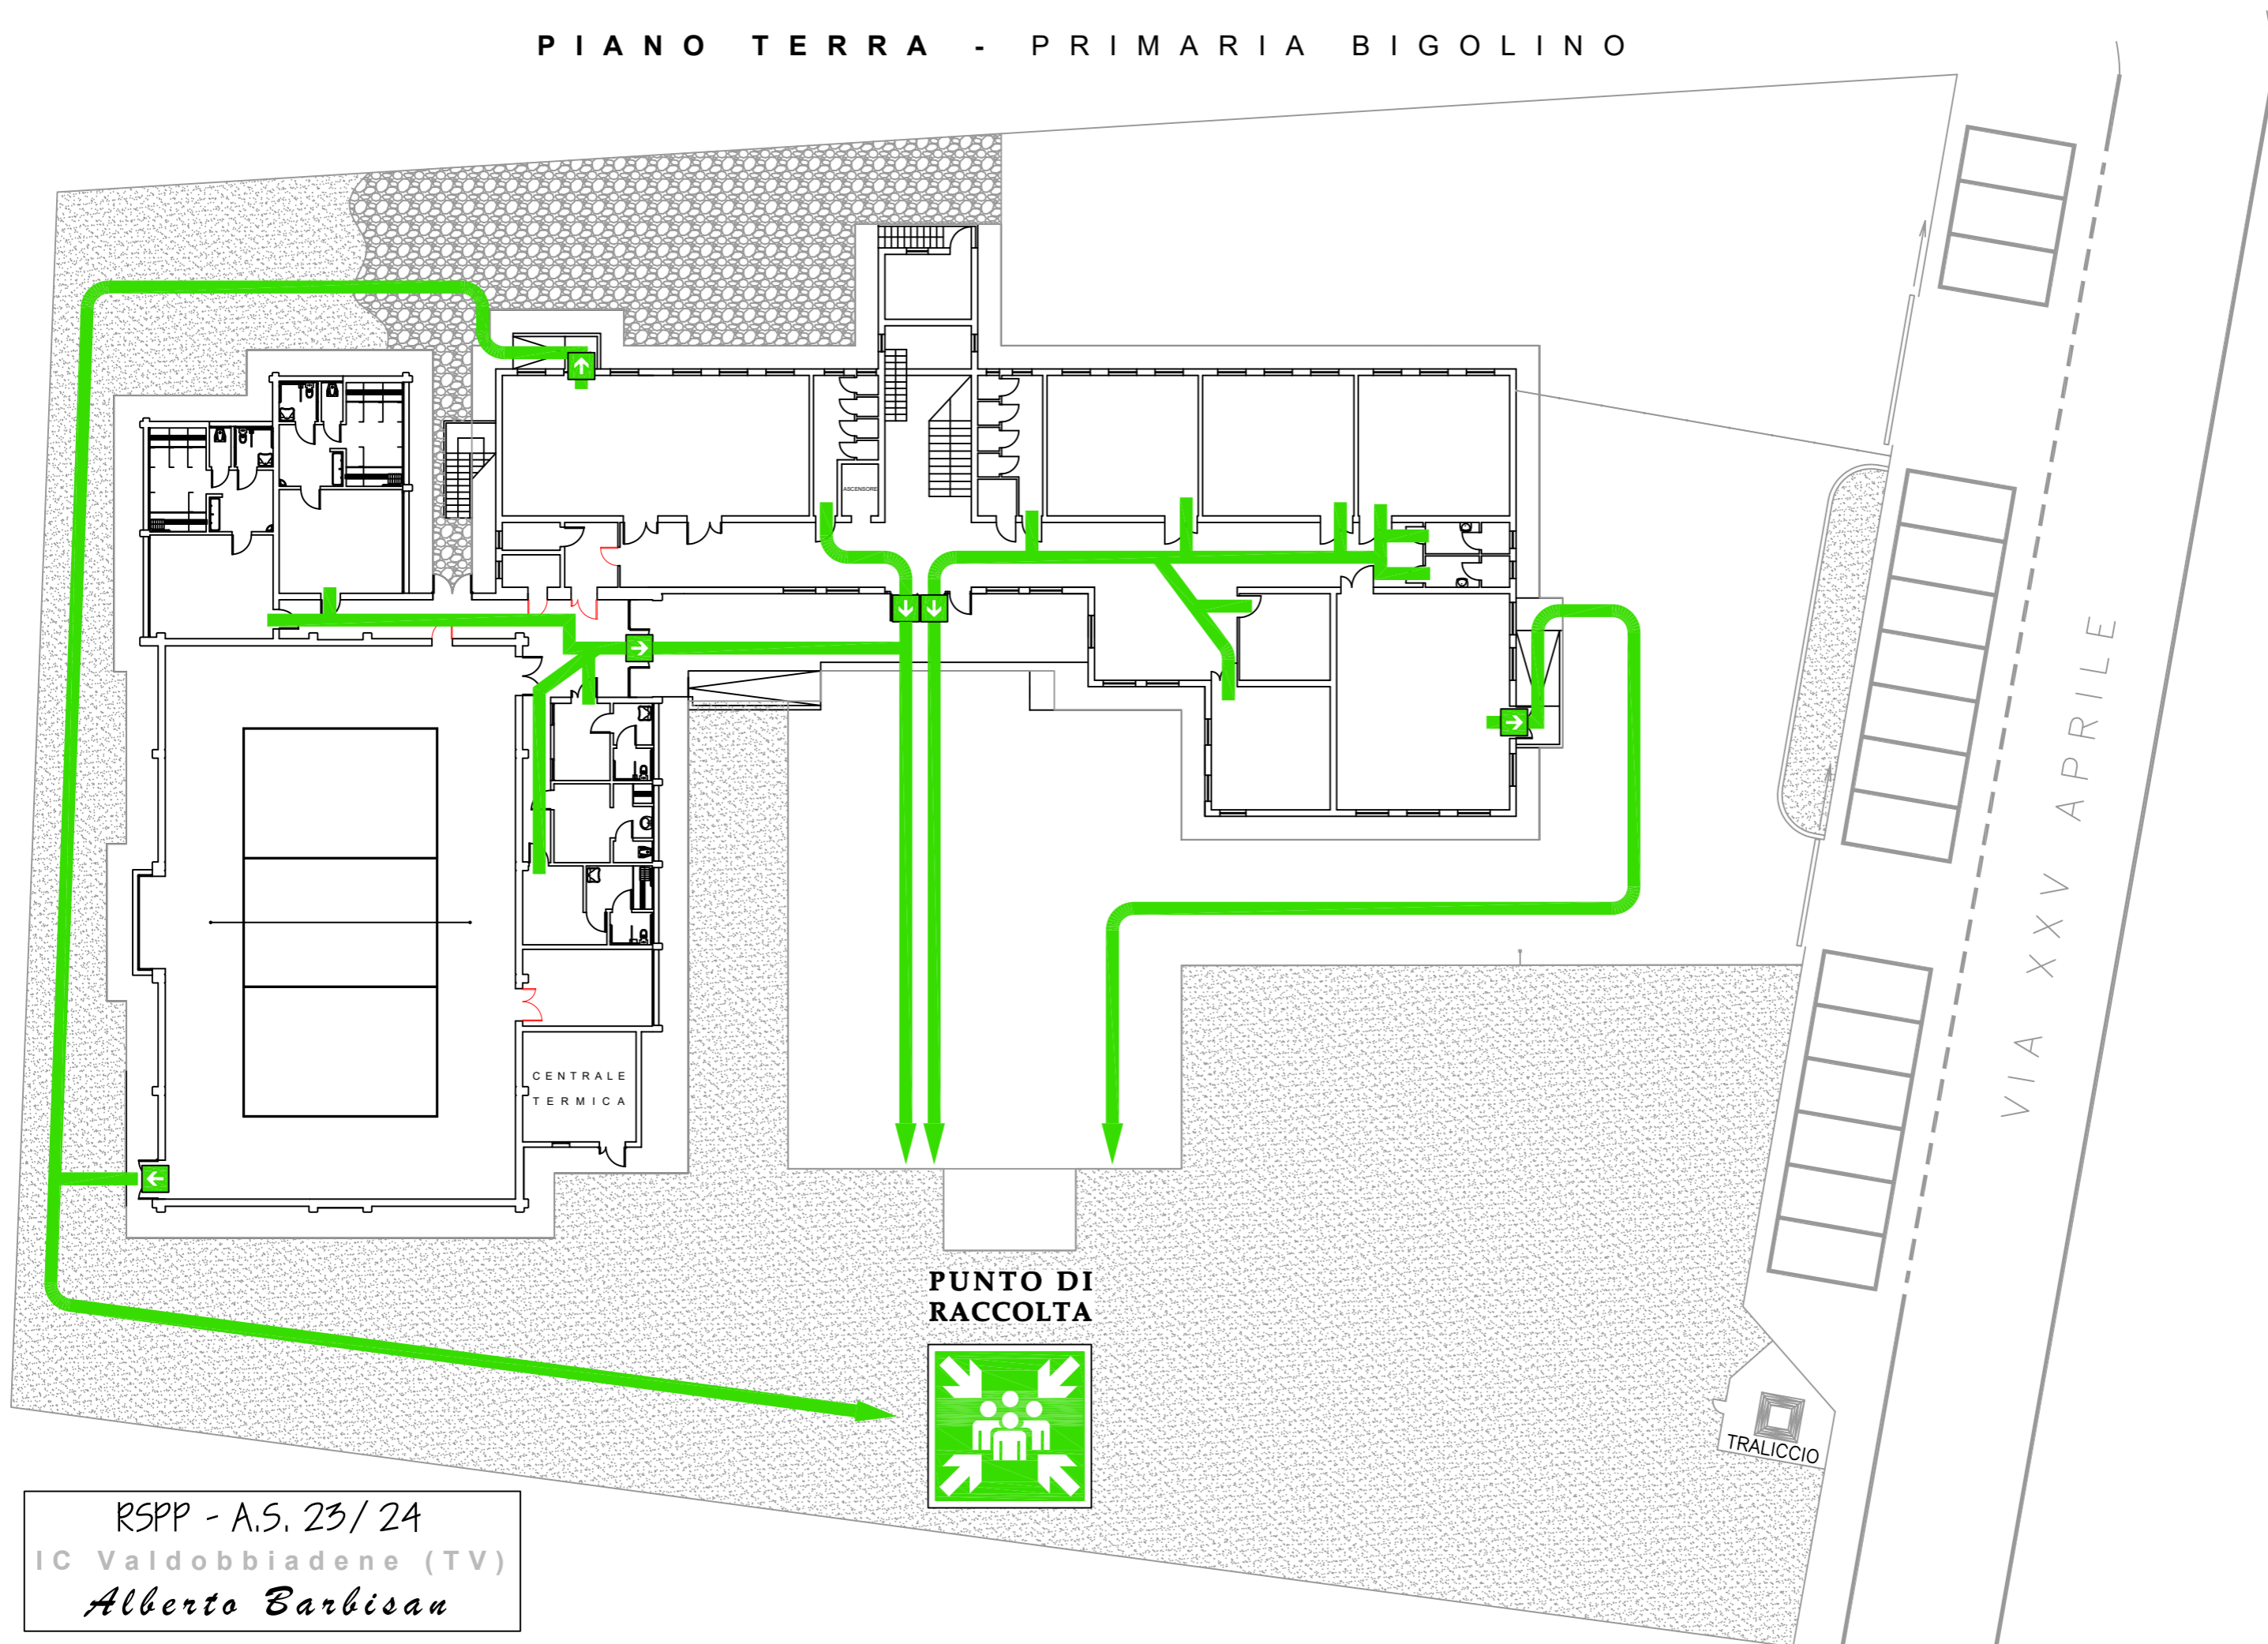 PIANO TERRA - PRIMARIA BIGOLINO
ASCENSORE
VIA XXV APRILE
CENTRALE
TERMICA
PUNTO DI
RACCOLTA
TRALICCIO
RSPP - A.S. 23/24
IC Valdobbiadene (TV)
Alberto Barbisan